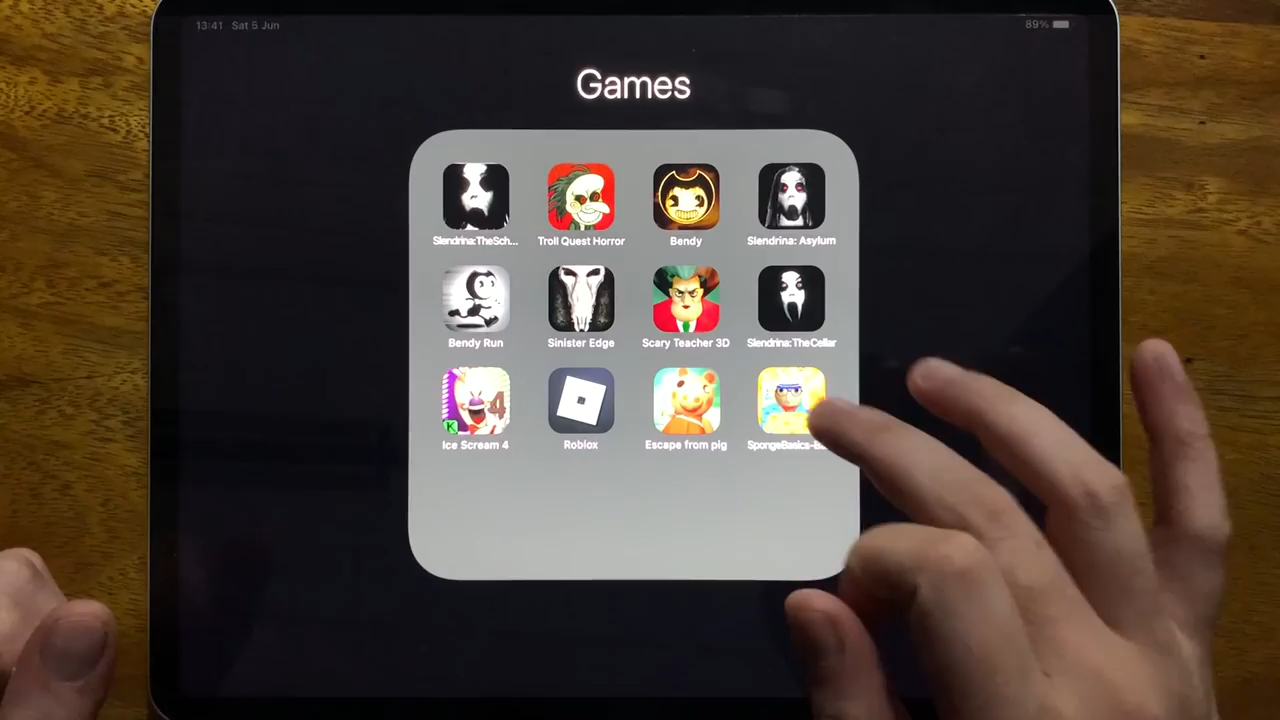 13:41 Sat 5 Jun
89%
Games
Slendrina:TheSch...
Troll Quest Horror
Bendy
Slendrina: Asylum
Bendy Run
Sinister Edge
Scary Teacher 3D
Slendrina:TheCellar
4
K
Ice Scream 4
Roblox
Escape from pig